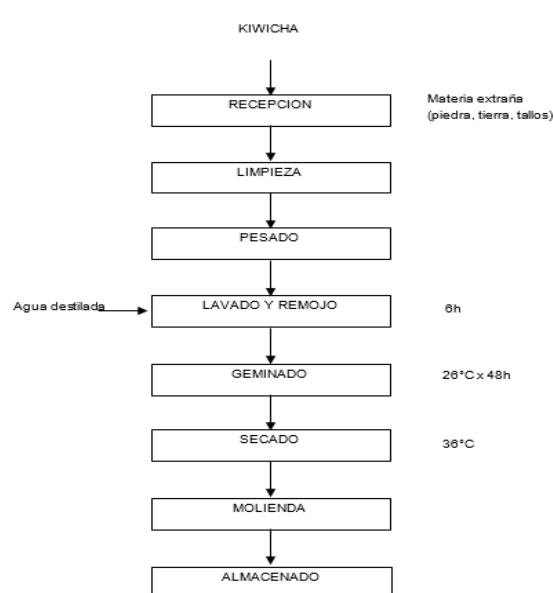 KIWICHA
RECEPCION
Materia extraña
(piedra, tierra, tallos)
LIMPIEZA
PESADO
Agua destilada
LAVADO Y REMOJO
6h
GEMINADO
26°C x 48h
SECADO
36°C
MOLIENDA
ALMACENADO